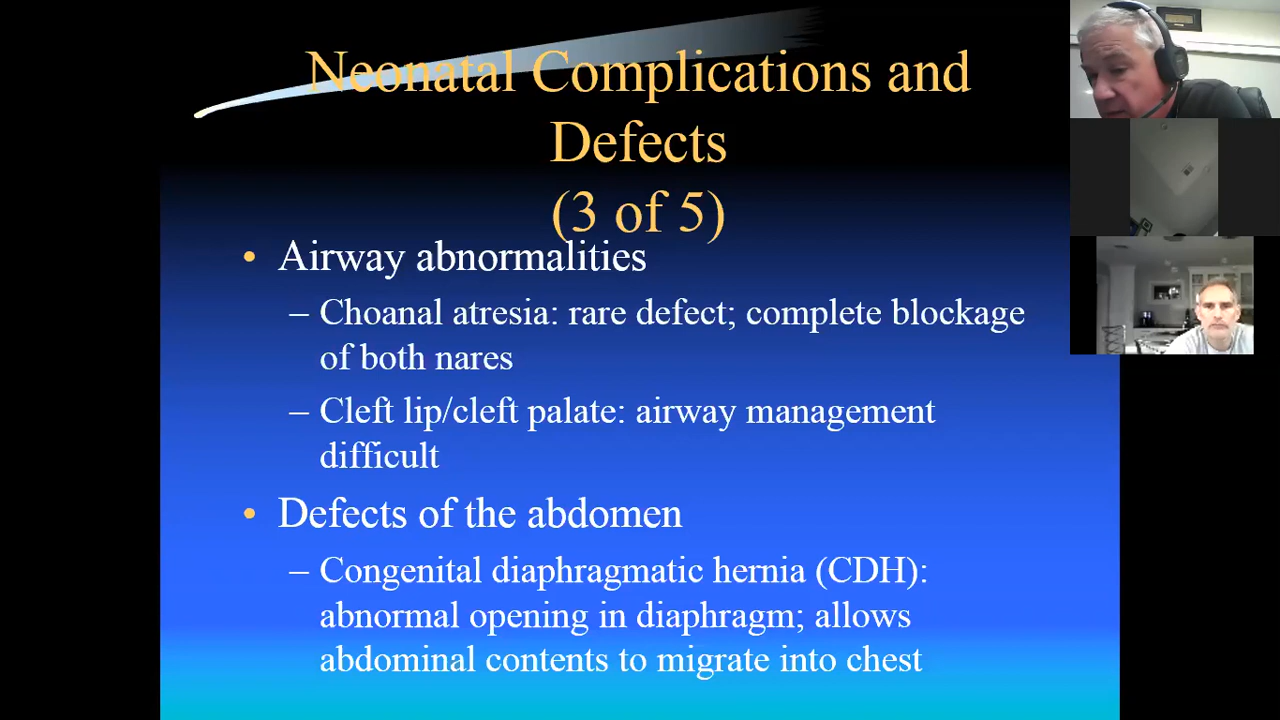 Neonatal Complications and
Defects
(3 of 5)
• Airway abnormalities
– Choanal atresia: rare defect; complete blockage
of both nares
– Cleft lip/cleft palate: airway management
difficult
• Defects of the abdomen
– Congenital diaphragmatic hernia (CDH):
abnormal opening in diaphragm; allows
abdominal contents to migrate into chest